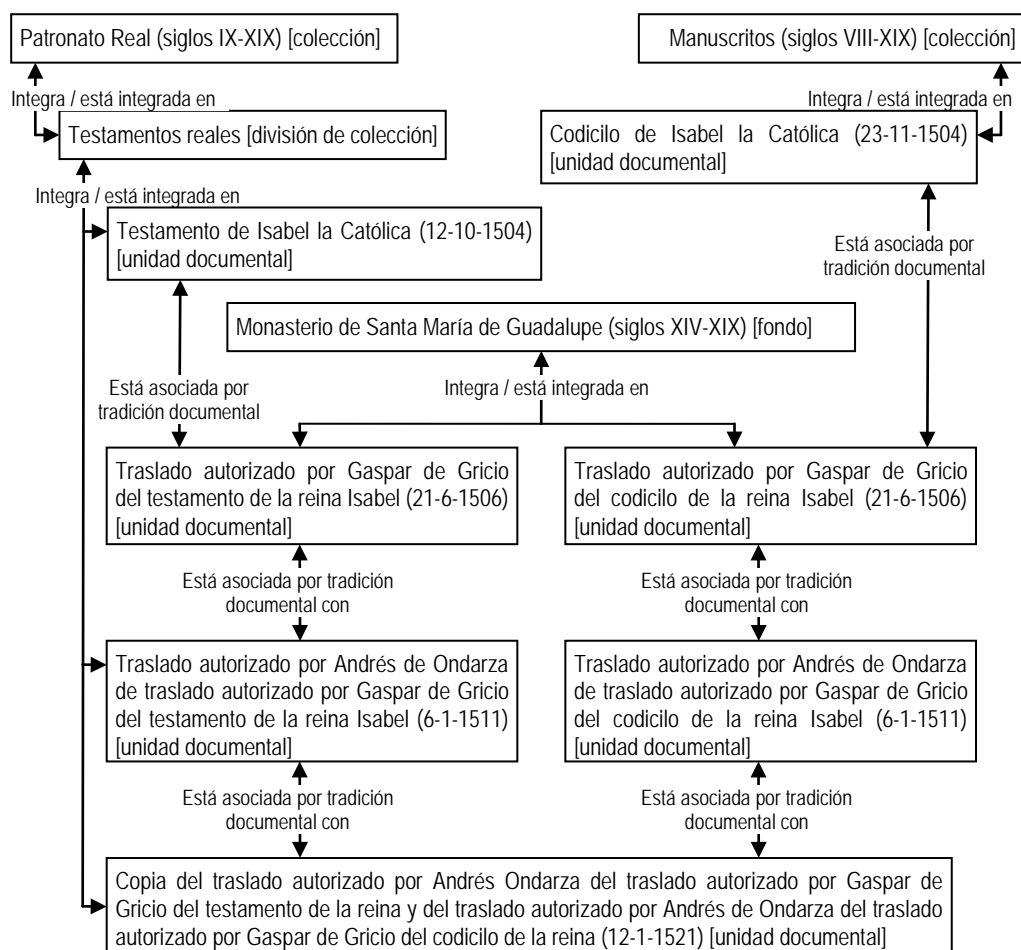 Patronato Real (siglos IX-XIX) [colección]
Manuscritos (siglos VIII-XIX) [colección]
Integra / está integrada en
Integra / está integrada en
Testamentos reales [división de colección]
Codicilo de Isabel la Católica (23-11-1504)
[unidad documental]
Integra / está integrada en
Testamento de Isabel la Católica (12-10-1504)
[unidad documental]
Está asociada por
tradición documental
Monasterio de Santa María de Guadalupe (siglos XIV-XIX) [fondo]
Está asociada por
tradición documental
Integra / está integrada en
Traslado autorizado por Gaspar de Gricio
del testamento de la reina Isabel (21-6-1506)
[unidad documental]
Traslado autorizado por Gaspar de Gricio
del codicilo de la reina Isabel (21-6-1506)
[unidad documental]
Está asociada por tradición
documental con
Está asociada por tradición
documental con
Traslado autorizado por Andrés de Ondarza
de traslado autorizado por Gaspar de Gricio
del testamento de la reina Isabel (6-1-1511)
[unidad documental]
Traslado autorizado por Andrés de Ondarza
de traslado autorizado por Gaspar de Gricio
del codicilo de la reina Isabel (6-1-1511)
[unidad documental]
Está asociada por tradición
documental con
Está asociada por tradición
documental con
Copia del traslado autorizado por Andrés Ondarza del traslado autorizado por Gaspar de
Gricio del testamento de la reina y del traslado autorizado por Andrés de Ondarza del traslado
autorizado por Gaspar de Gricio del codicilo de la reina (12-1-1521) [unidad documental]